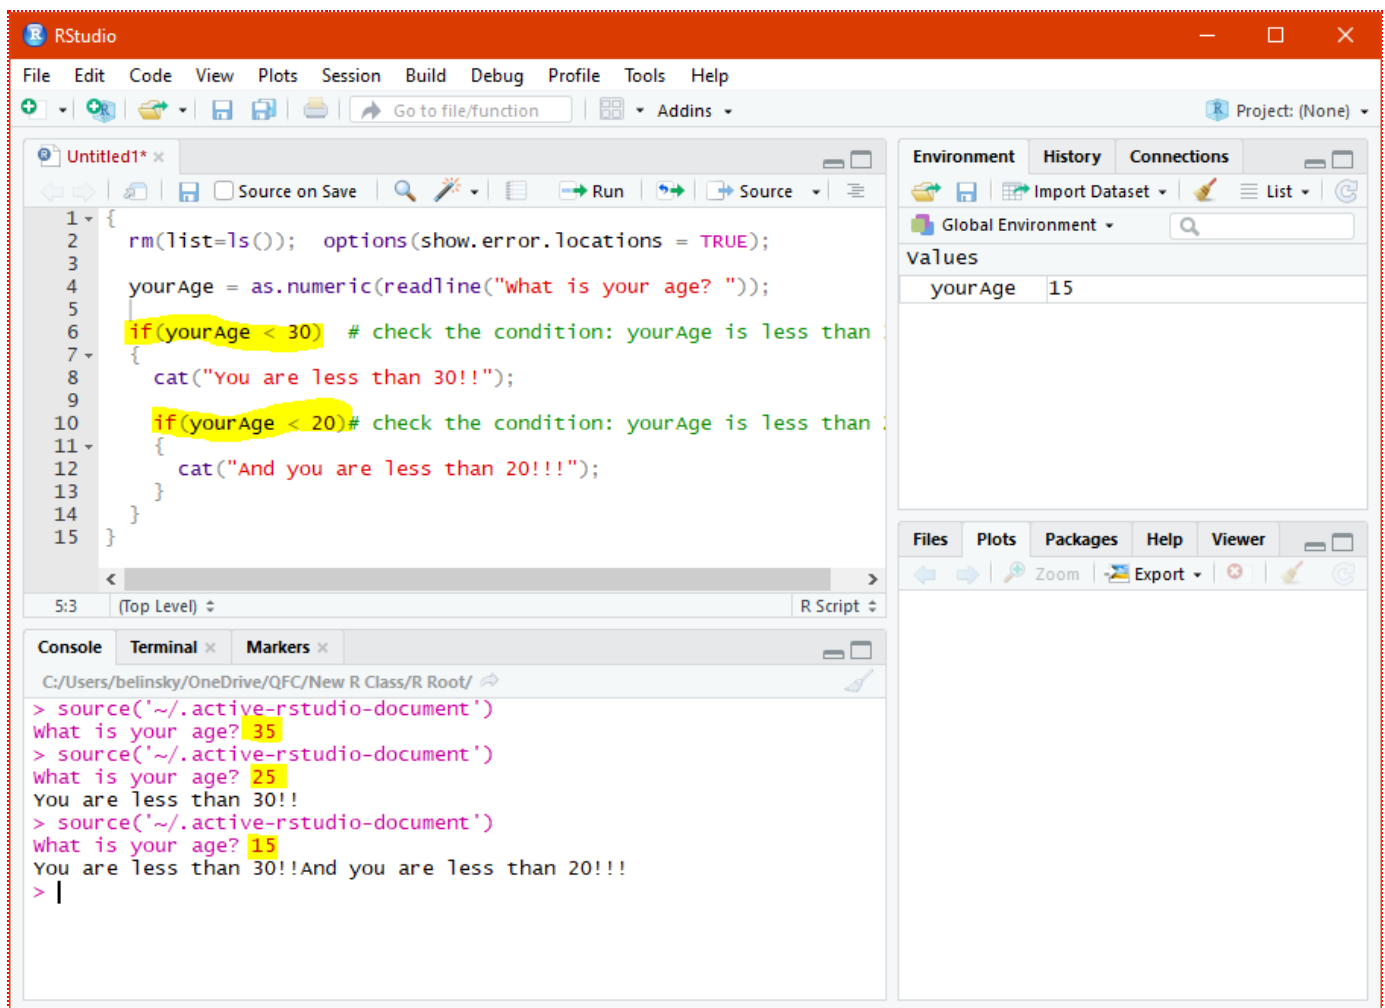 RStudio
File Edit Code View Plots Session Build Debug Profile Tools Help
Go to file/function Addins Project: (None)
Untitled1*
Source on Save Run Source
1 {
2 rm(list=ls()); options(show.error.locations = TRUE);
3
4 yourAge = as.numeric(readline("What is your age? "));
5
6 if(yourAge < 30) # check the condition: yourAge is less than
7 {
8 cat("You are less than 30!!");
9
10 if(yourAge < 20)# check the condition: yourAge is less than
11 {
12 cat("And you are less than 20!!!");
13 }
14 }
15 }
5:3 (Top Level) R Script
Console Terminal Markers
C:/Users/belinsky/OneDrive/QFC/New R Class/R Root/
> source('~/.active-rstudio-document')
What is your age? 35
> source('~/.active-rstudio-document')
What is your age? 25
You are less than 30!!
> source('~/.active-rstudio-document')
What is your age? 15
You are less than 30!!And you are less than 20!!!
>
Environment History Connections
Import Dataset List
Global Environment
Values
yourAge 15
Files Plots Packages Help Viewer
Zoom Export